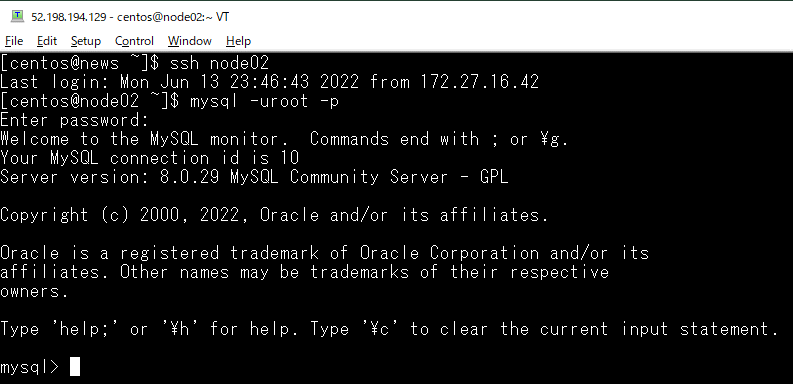 52.198.194.129 - centos@node02:~ VT
File Edit Setup Control Window Help
[centos@news ~]$ ssh node02
Last login: Mon Jun 13 23:46:43 2022 from 172.27.16.42
[centos@node02 ~]$ mysql -uroot -p
Enter password:
Welcome to the MySQL monitor.  Commands end with ; or ¥g.
Your MySQL connection id is 10
Server version: 8.0.29 MySQL Community Server - GPL
Copyright (c) 2000, 2022, Oracle and/or its affiliates.
Oracle is a registered trademark of Oracle Corporation and/or its
affiliates. Other names may be trademarks of their respective
owners.
Type 'help;' or '¥h' for help. Type '¥c' to clear the current input statement.
mysql>